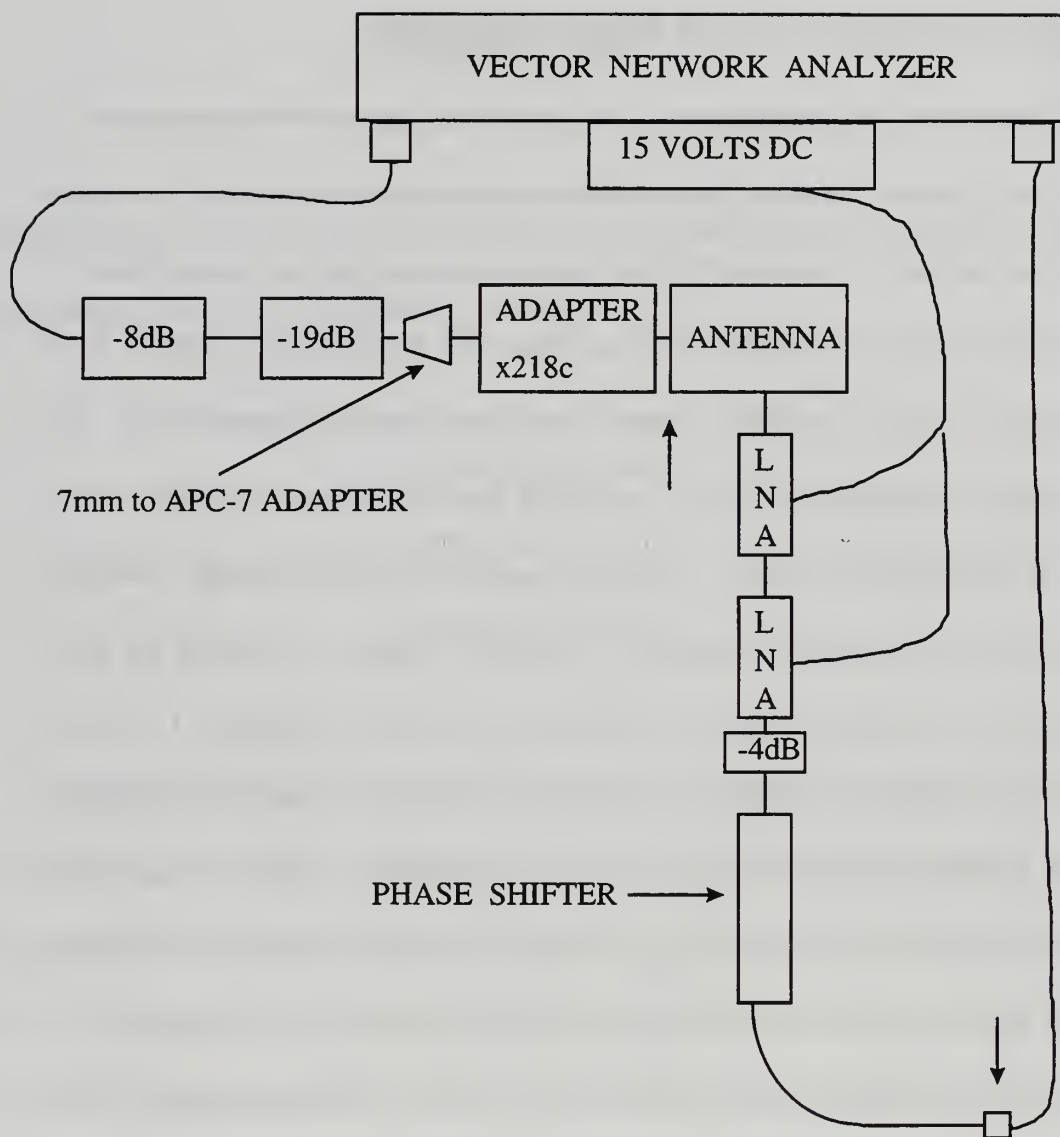 VECTOR NETWORK ANALYZER
15 VOLTS DC
-8dB
-19dB
ADAPTER
x218c
ANTENNA
7mm to APC-7 ADAPTER
L
N
A
L
N
A
-4dB
PHASE SHIFTER